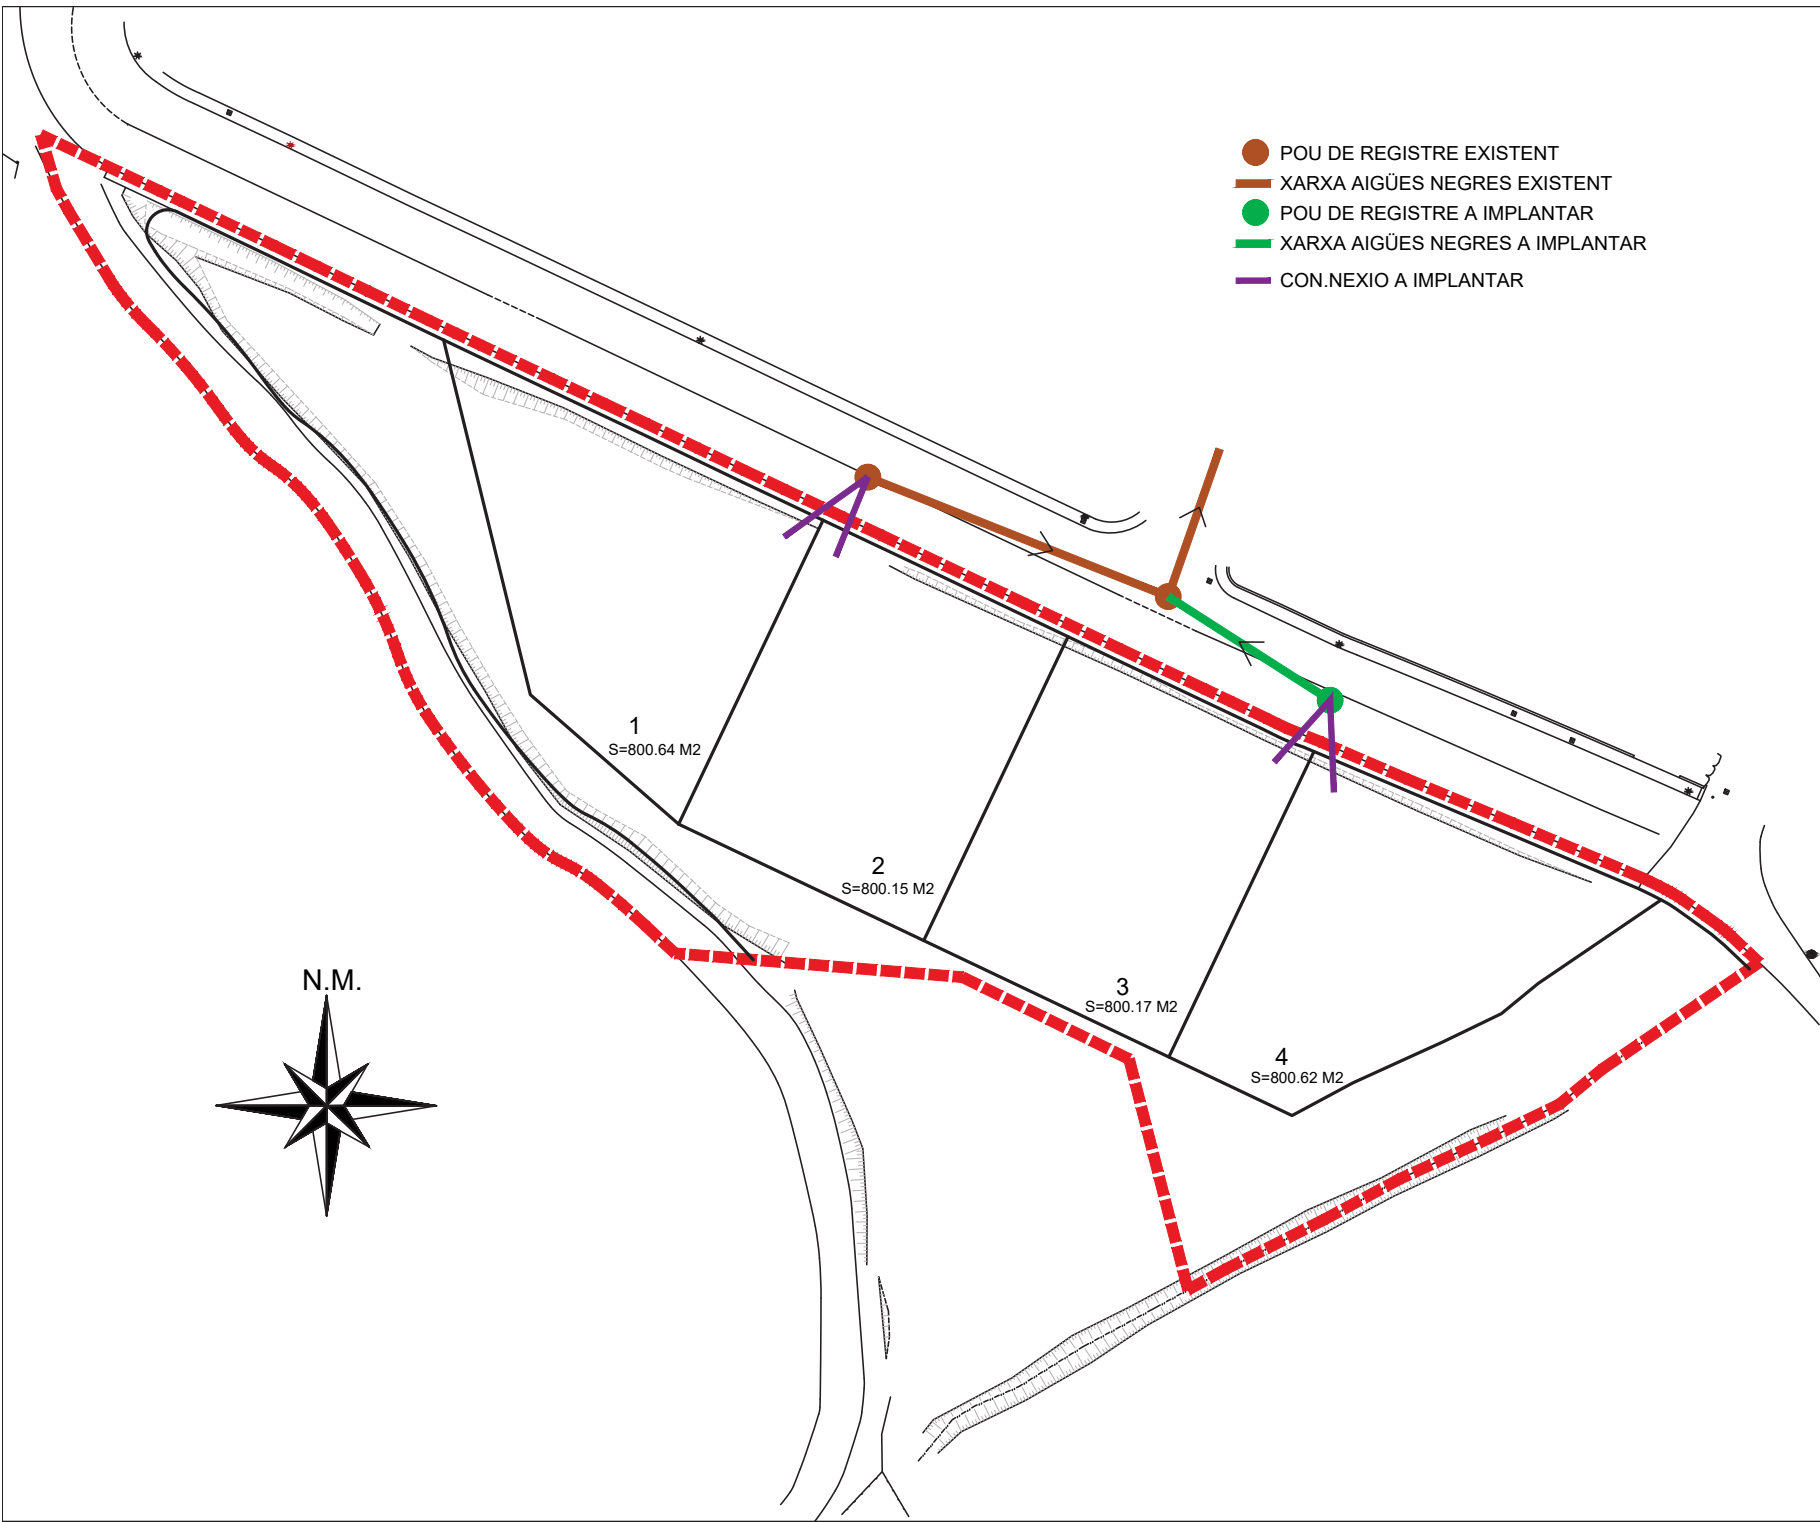 POU DE REGISTRE EXISTENT
XARXA AIGÜES NEGRES EXISTENT
POU DE REGISTRE A IMPLANTAR
XARXA AIGÜES NEGRES A IMPLANTAR
CON.NEXIO A IMPLANTAR
1
S=800.64 M2
2
S=800.15 M2
3
S=800.17 M2
4
S=800.62 M2
N.M.